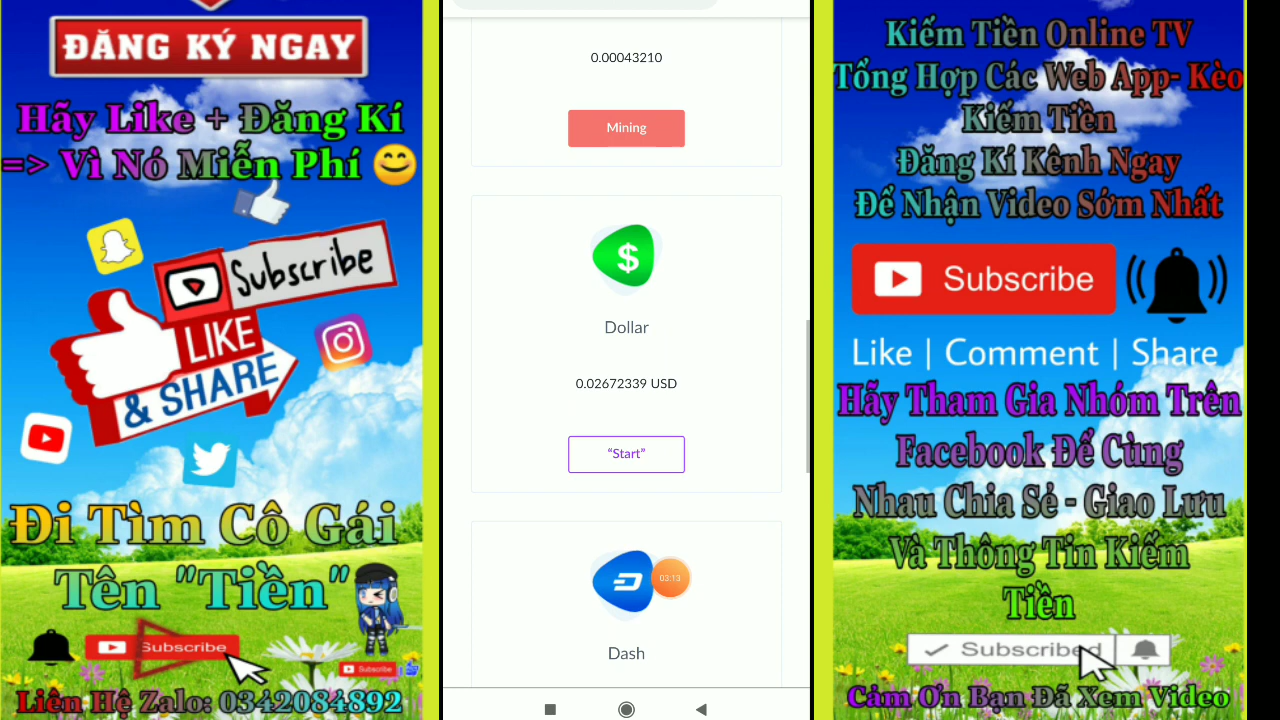 ĐĂNG KÝ NGAY
Hãy Like + Đăng Kí
=> Vì Nó Miễn Phí 😊
Subscribe
LIKE
& SHARE
Đi Tìm Cô Gái
Tên "Tiền"
Subscribe
Subscribe
Liên Hệ Zalo: 0342084892
0.00043210
Mining
$
Dollar
0.02672339 USD
“Start”
03:13
Dash
Kiếm Tiền Online TV
Tổng Hợp Các Web App- Kèo
Kiếm Tiền
Đăng Kí Kênh Ngay
Để Nhận Video Sớm Nhất
Subscribe
Like | Comment | Share
Hãy Tham Gia Nhóm Trên
Facebook Để Cùng
Nhau Chia Sẻ - Giao Lưu
Và Thông Tin Kiếm
Tiền
Subscribed
Cảm Ơn Bạn Đã Xem Video